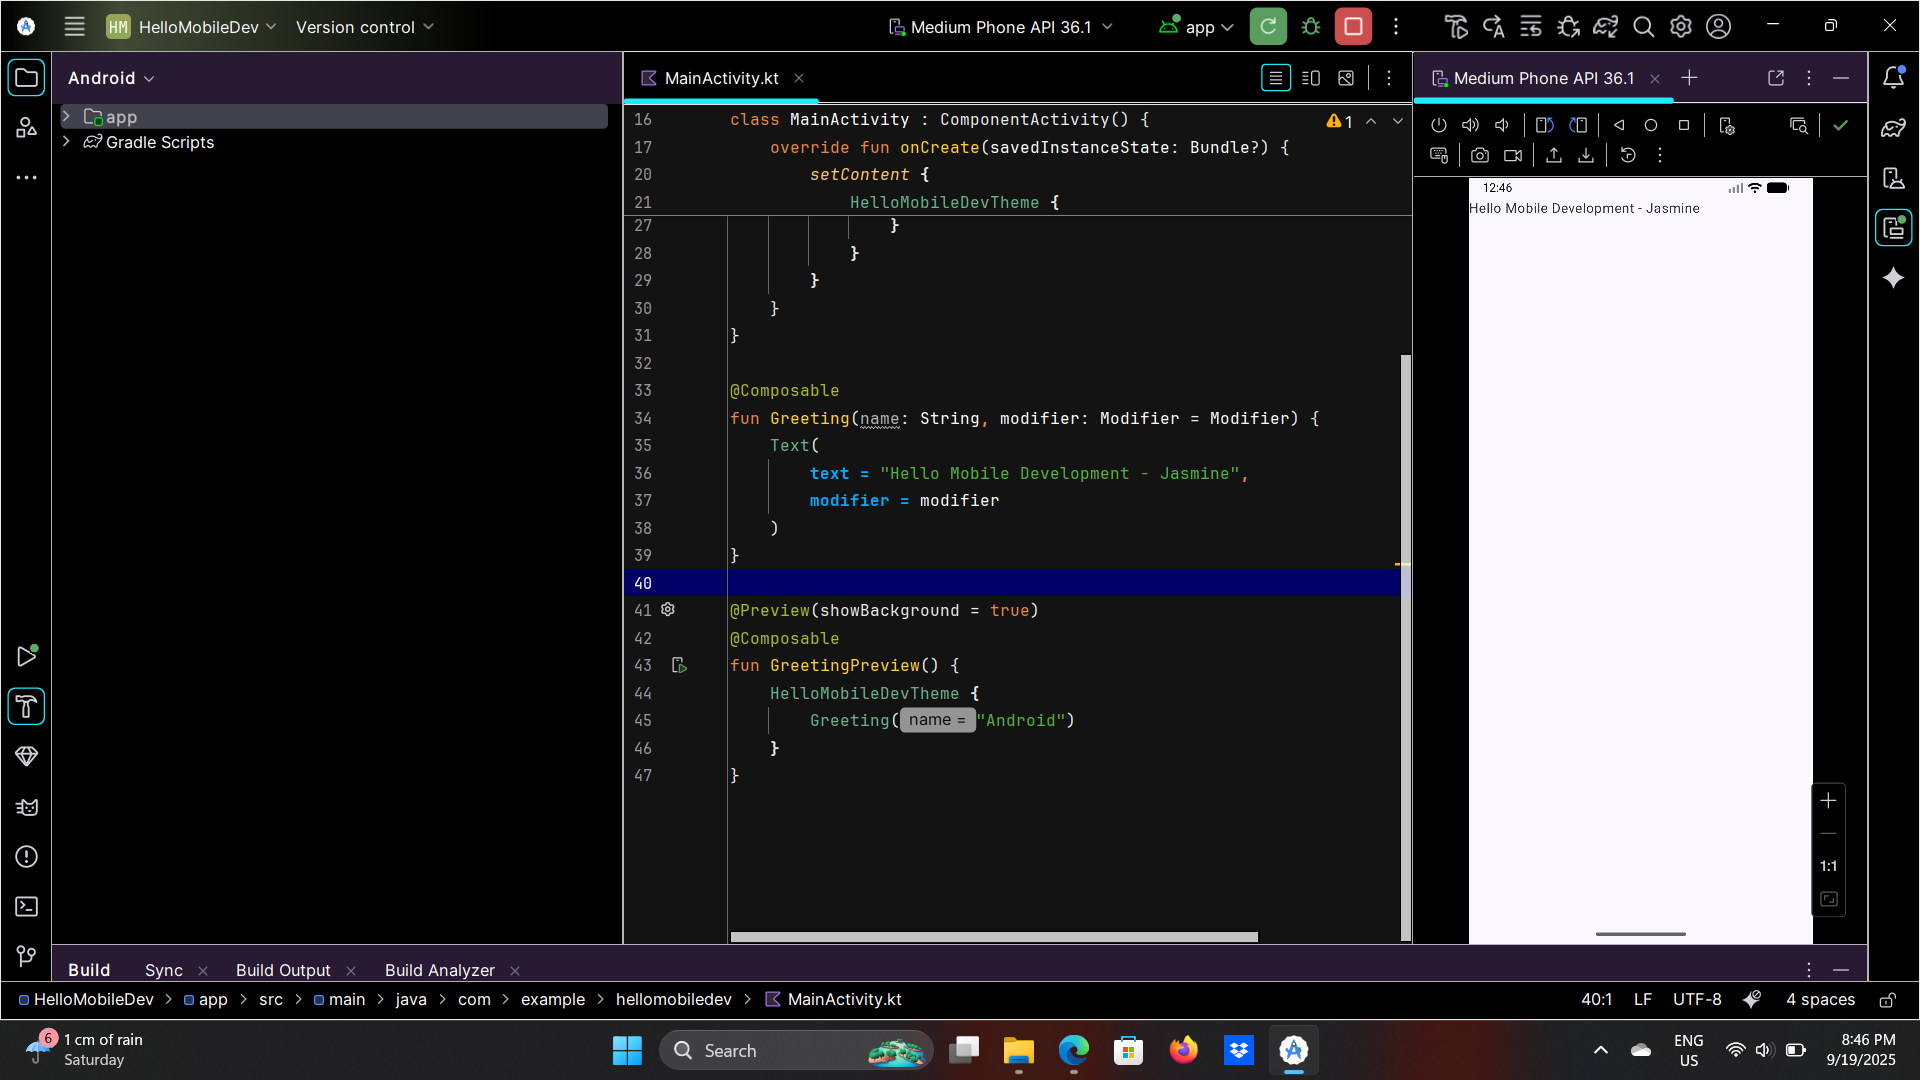 HM HelloMobileDev Version control Medium Phone API 36.1 app
Android
app
Gradle Scripts
MainActivity.kt
1
16 class MainActivity : ComponentActivity() {
17 override fun onCreate(savedInstanceState: Bundle?) {
20 setContent {
21 HelloMobileDevTheme {
27 }
28 }
29 }
30 }
31 }
32
33 @Composable
34 fun Greeting(name: String, modifier: Modifier = Modifier) {
35 Text(
36 text = "Hello Mobile Development - Jasmine",
37 modifier = modifier
38 )
39 }
40
41 @Preview(showBackground = true)
42 @Composable
43 fun GreetingPreview() {
44 HelloMobileDevTheme {
45 Greeting( name = "Android")
46 }
47 }
Medium Phone API 36.1
12:46
Hello Mobile Development - Jasmine
1:1
Build Sync Build Output Build Analyzer
HelloMobileDev > app > src > main > java > com > example > hellomobiledev > MainActivity.kt 40:1 LF UTF-8 4 spaces
6
1 cm of rain
Saturday
Search
ENG
US
8:46 PM
9/19/2025